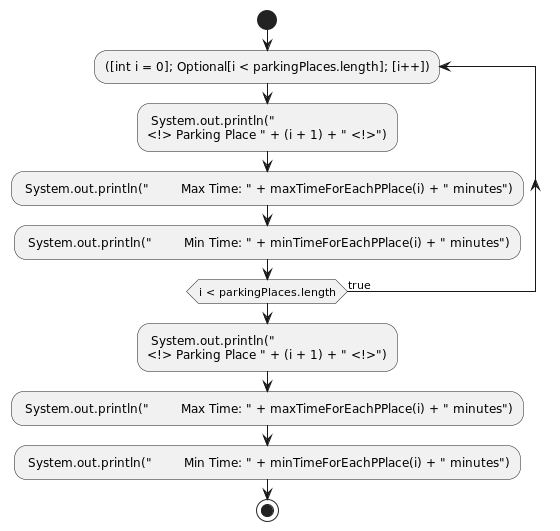 ([int i = 0]; Optional[i < parkingPlaces.length]; [i++])
System.out.println("
<!> Parking Place " + (i + 1) + " <!>")
System.out.println("        Max Time: " + maxTimeForEachPPlace(i) + " minutes")
System.out.println("        Min Time: " + minTimeForEachPPlace(i) + " minutes")
true
i < parkingPlaces.length
System.out.println("
<!> Parking Place " + (i + 1) + " <!>")
System.out.println("        Max Time: " + maxTimeForEachPPlace(i) + " minutes")
System.out.println("        Min Time: " + minTimeForEachPPlace(i) + " minutes")